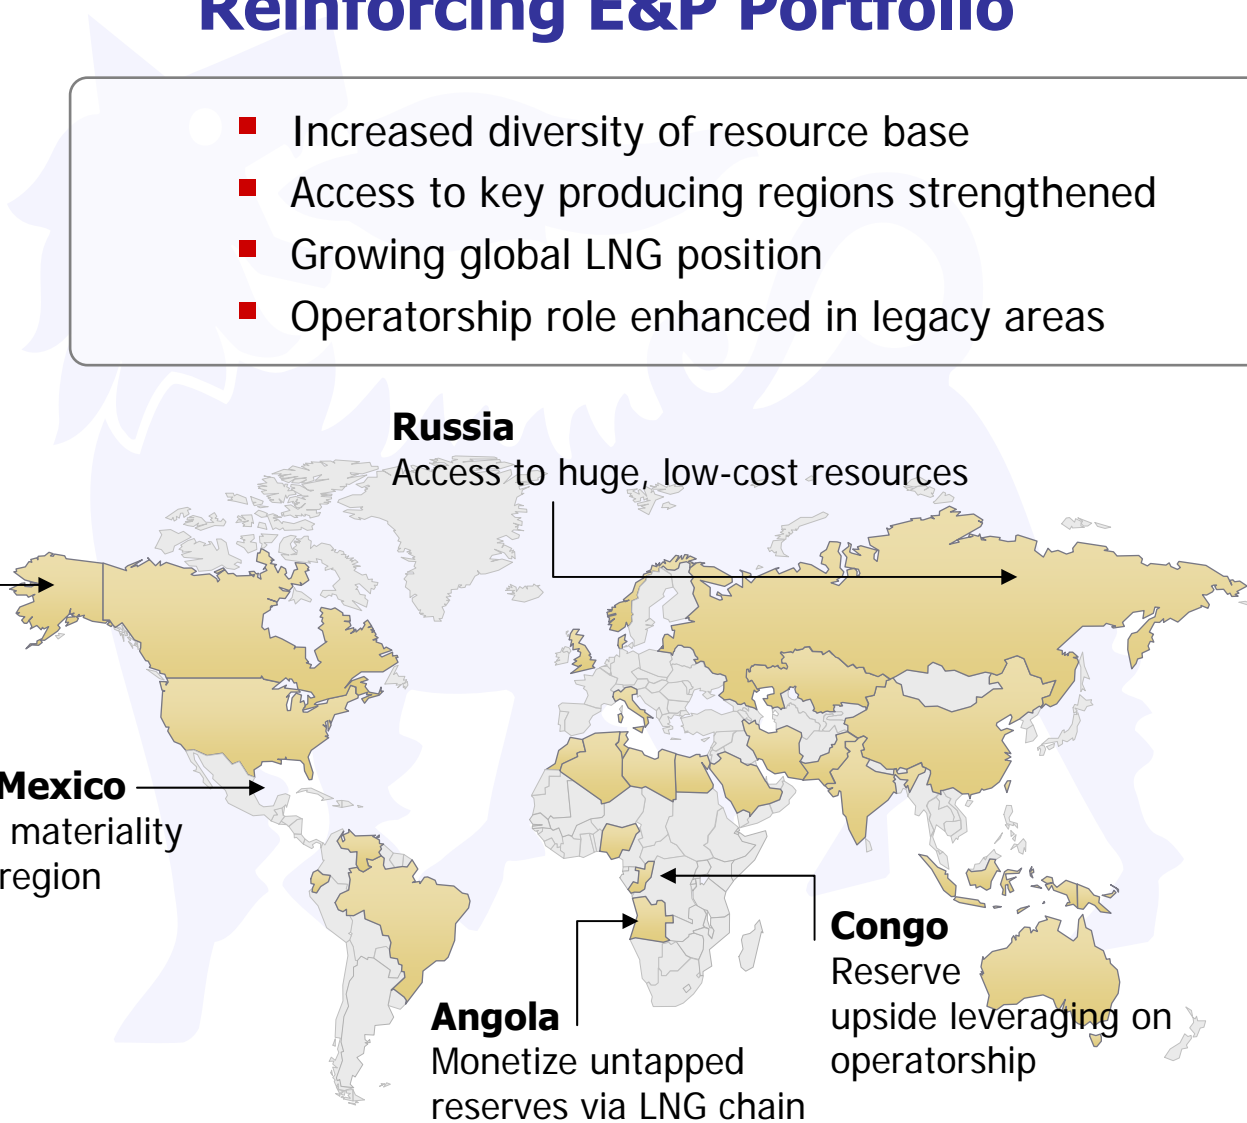 Reinforcing E&P Portfolio
Increased diversity of resource base
Access to key producing regions strengthened
Growing global LNG position
Operatorship role enhanced in legacy areas
Russia
Access to huge, low-cost resources
Mexico
materiality
region
Congo
Reserve
upside leveraging on
operatorship
Angola
Monetize untapped
reserves via LNG chain